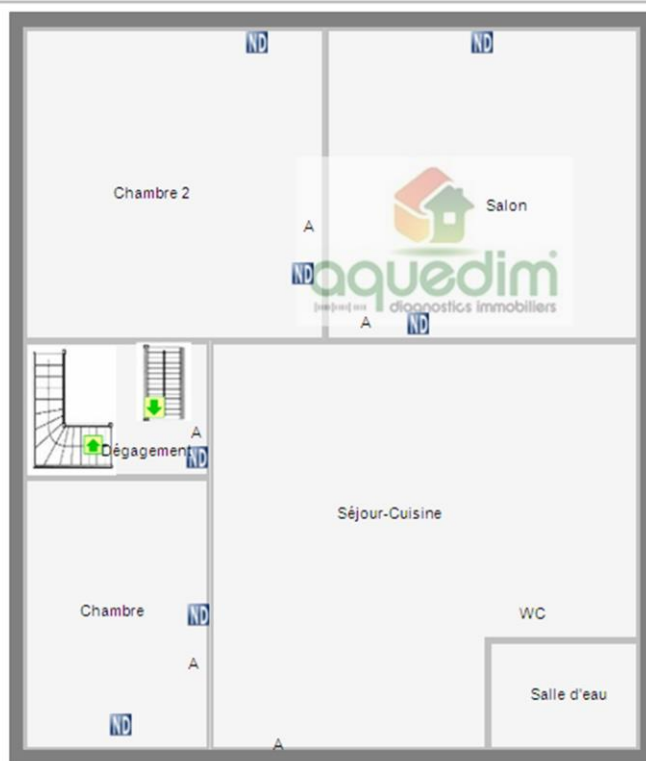 ND
ND
Chambre 2
Salon
A
ND
aquedim
diagnostics immobiliers
A
ND
A
Dégagement
ND
Séjour-Cuisine
Chambre
ND
WC
A
Salle d'eau
ND
A